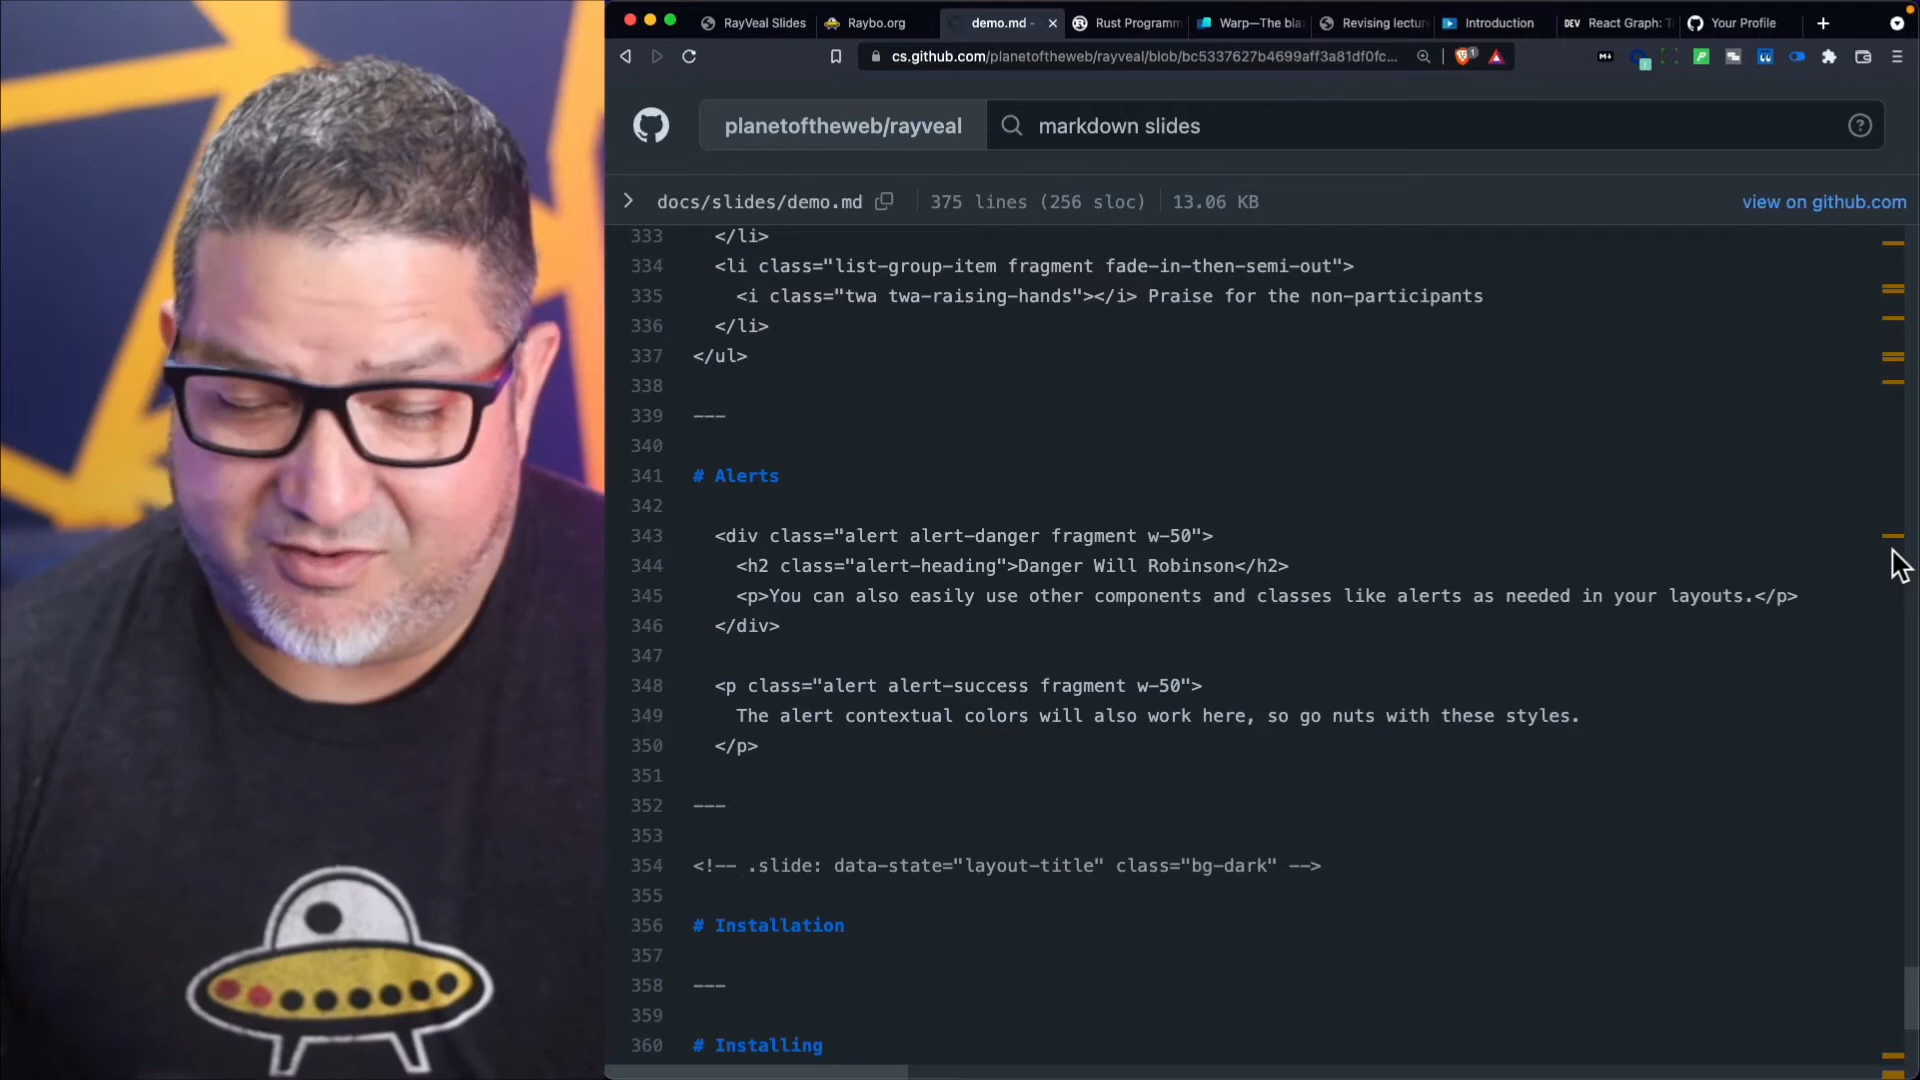 RayVeal Slides
Raybo.org
demo.md -
Rust Programm
Warp—The bla
Revising lectur
Introduction
DEV React Graph: T
Your Profile
cs.github.com/planetoftheweb/rayveal/blob/bc5337627b4699aff3a81df0fc...
1
planetoftheweb/rayveal
markdown slides
docs/slides/demo.md
375 lines (256 sloc)
13.06 KB
view on github.com
333 </li>
334 <li class="list-group-item fragment fade-in-then-semi-out">
335 <i class="twa twa-raising-hands"></i> Praise for the non-participants
336 </li>
337 </ul>
338
339 ---
340
341 # Alerts
342
343 <div class="alert alert-danger fragment w-50">
344 <h2 class="alert-heading">Danger Will Robinson</h2>
345 <p>You can also easily use other components and classes like alerts as needed in your layouts.</p>
346 </div>
347
348 <p class="alert alert-success fragment w-50">
349 The alert contextual colors will also work here, so go nuts with these styles.
350 </p>
351
352 ---
353
354 <!-- .slide: data-state="layout-title" class="bg-dark" -->
355
356 # Installation
357
358 ---
359
360 # Installing